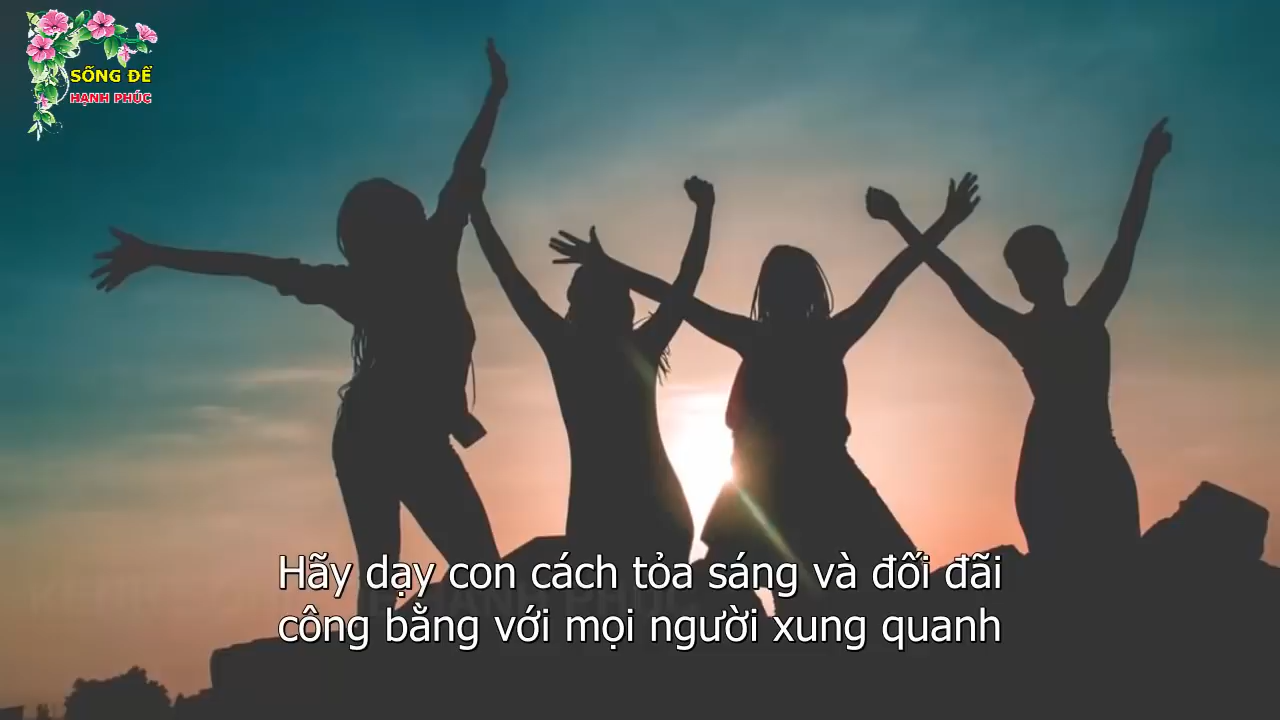 SỐNG ĐỂ
HẠNH PHÚC
Hãy dạy con cách tỏa sáng và đối đãi
công bằng với mọi người xung quanh